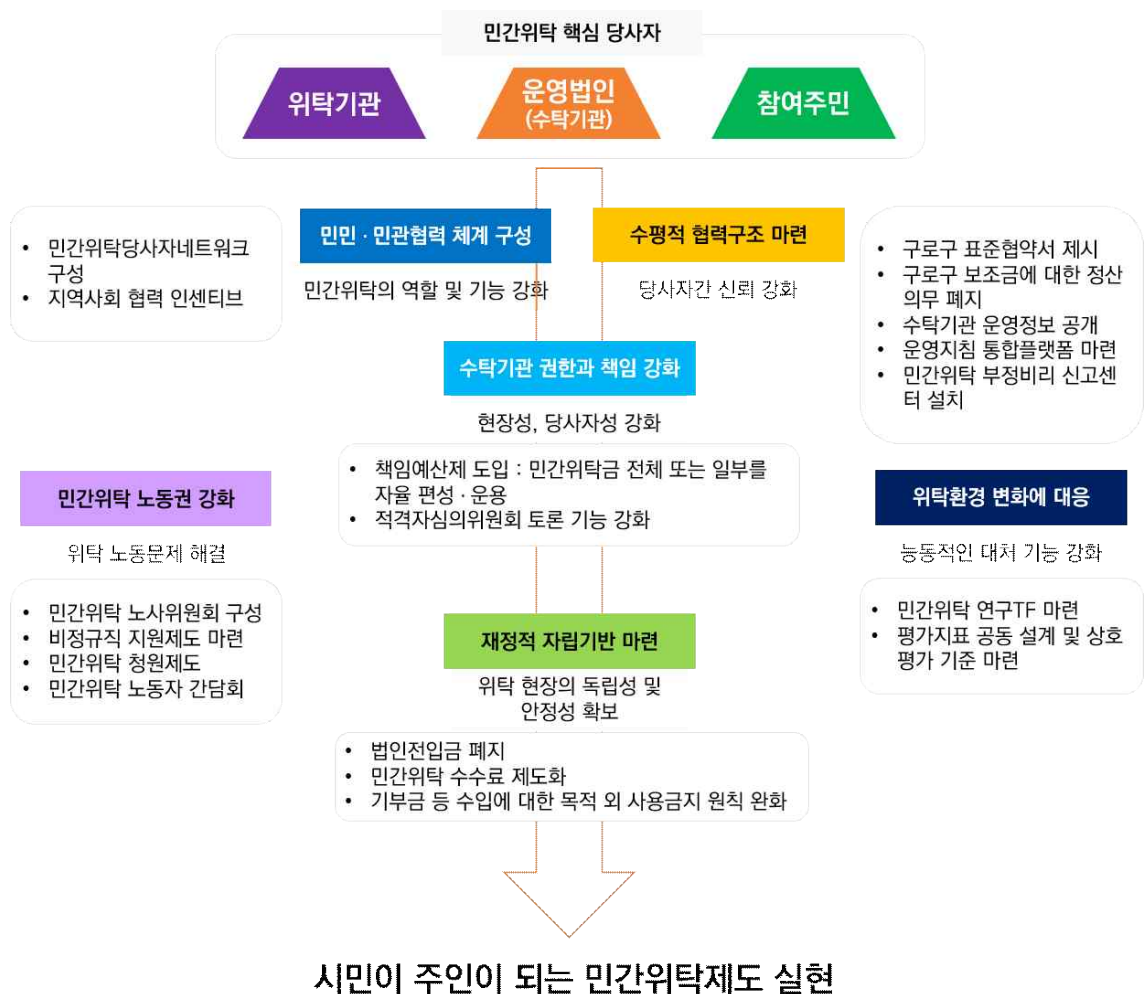 민간위탁 핵심 당사자
위탁기관
운영법인
(수탁기관)
참여주민
민민 · 민관협력 체계 구성
민간위탁의 역할 및 기능 강화
• 민간위탁당사자네트워크
구성
• 지역사회 협력 인센티브
수평적 협력구조 마련
당사자간 신뢰 강화
• 구로구 표준협약서 제시
• 구로구 보조금에 대한 정산
의무 폐지
• 수탁기관 운영정보 공개
• 운영지침 통합플랫폼 마련
• 민간위탁 부정비리 신고센
터 설치
수탁기관 권한과 책임 강화
현장성, 당사자성 강화
• 책임예산제 도입 : 민간위탁금 전체 또는 일부를
자율 편성 · 운용
• 적격자심의위원회 토론 기능 강화
민간위탁 노동권 강화
위탁 노동문제 해결
• 민간위탁 노사위원회 구성
• 비정규직 지원제도 마련
• 민간위탁 청원제도
• 민간위탁 노동자 간담회
위탁환경 변화에 대응
능동적인 대처 기능 강화
• 민간위탁 연구TF 마련
• 평가지표 공동 설계 및 상호
평가 기준 마련
재정적 자립기반 마련
위탁 현장의 독립성 및
안정성 확보
• 법인전입금 폐지
• 민간위탁 수수료 제도화
• 기부금 등 수입에 대한 목적 외 사용금지 원칙 완화
시민이 주인이 되는 민간위탁제도 실현